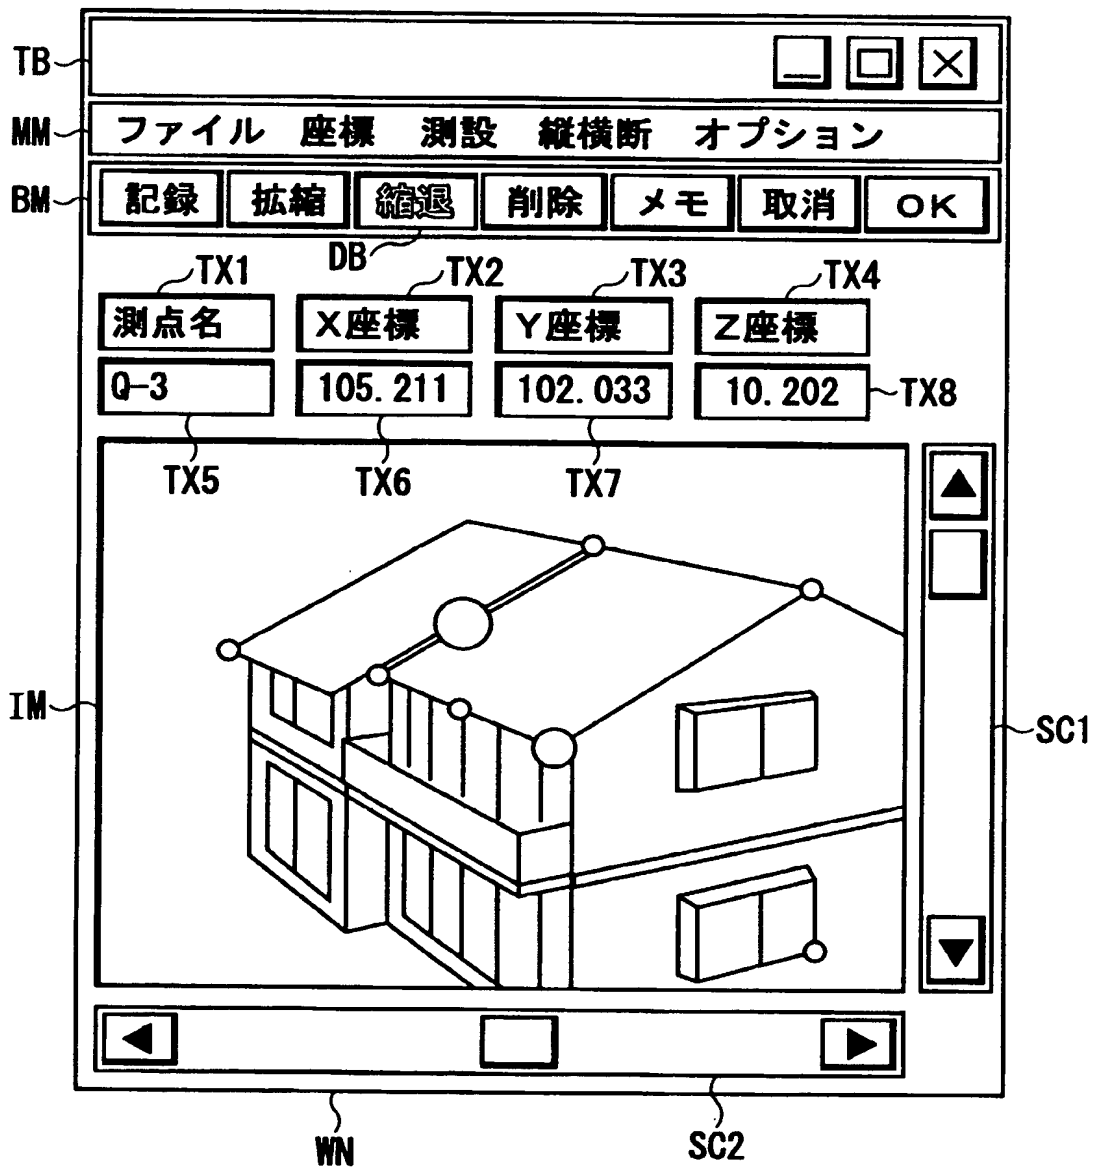 TB
MM ファイル 座標 測設 縦横断 オプション
BM 記録 拡縮 縮退 削除 メモ 取消 OK
DB
TX1 TX2 TX3 TX4
測点名 X座標 Y座標 Z座標
Q-3 105.211 102.033 10.202 TX8
TX5 TX6 TX7
IM
SC1
WN SC2